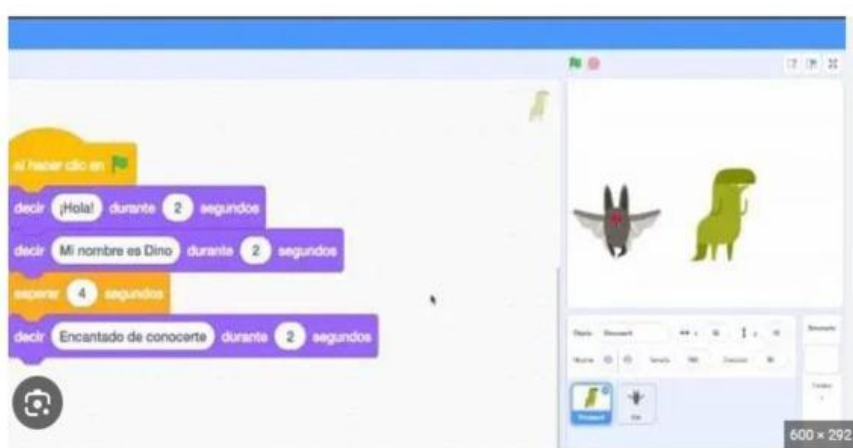 al hacer clic en
decir ¡Hola! durante 2 segundos
decir Mi nombre es Dino durante 2 segundos
esperar 4 segundos
decir Encantado de conocerte durante 2 segundos
600 × 292